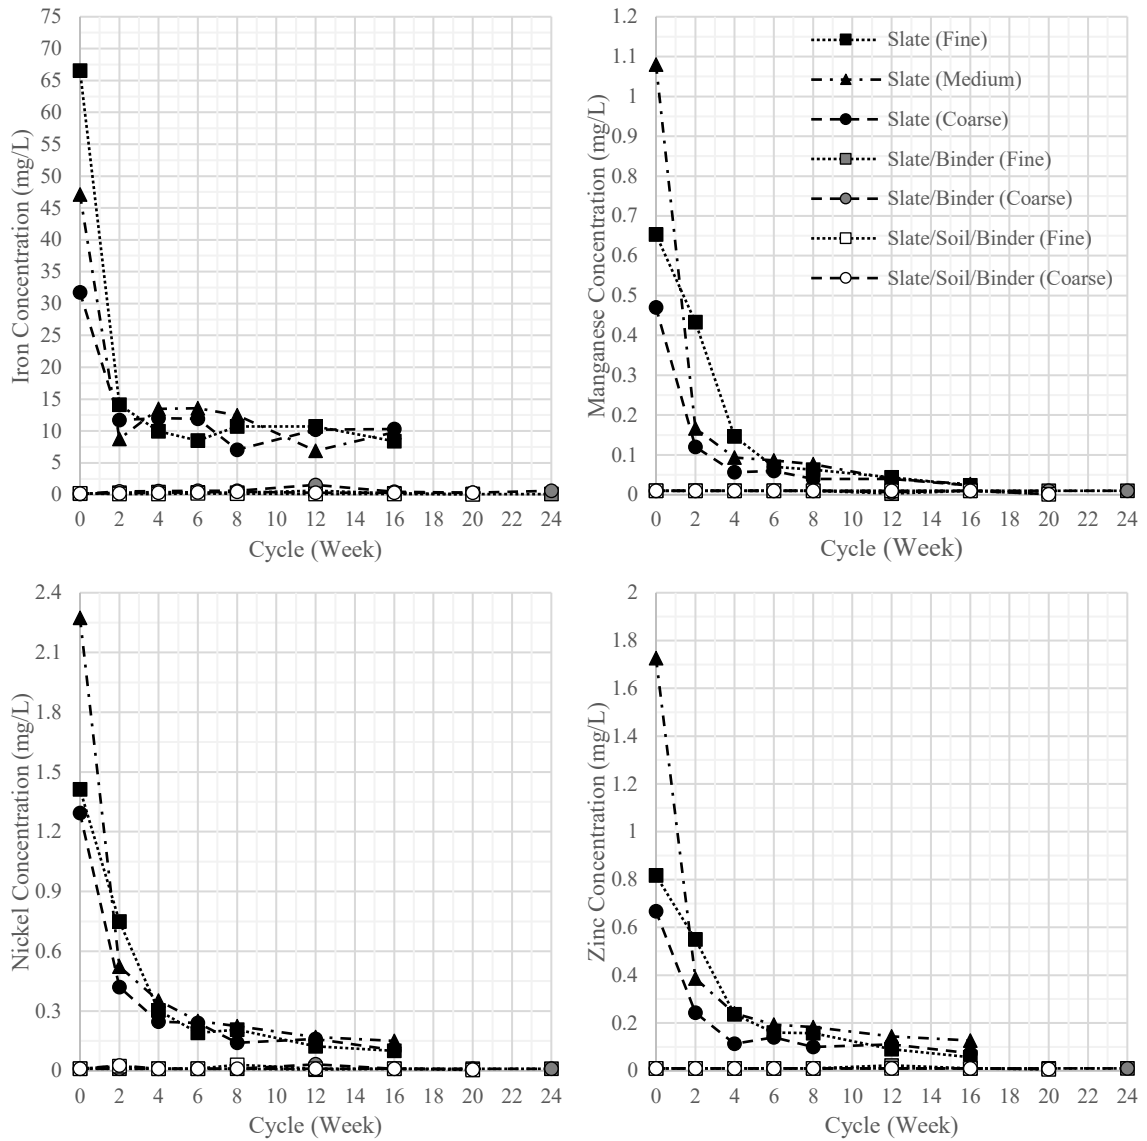 75
70
65
60
55
50
45
40
35
30
25
20
15
10
5
0
Iron Concentration (mg/L)
0 2 4 6 8 10 12 14 16 18 20 22 24
Cycle (Week)
1.2
1.1
1
0.9
0.8
0.7
0.6
0.5
0.4
0.3
0.2
0.1
0
Manganese Concentration (mg/L)
Slate (Fine)
Slate (Medium)
Slate (Coarse)
Slate/Binder (Fine)
Slate/Binder (Coarse)
Slate/Soil/Binder (Fine)
Slate/Soil/Binder (Coarse)
0 2 4 6 8 10 12 14 16 18 20 22 24
Cycle (Week)
2.4
2.1
1.8
1.5
1.2
0.9
0.6
0.3
0
Nickel Concentration (mg/L)
0 2 4 6 8 10 12 14 16 18 20 22 24
Cycle (Week)
2
1.8
1.6
1.4
1.2
1
0.8
0.6
0.4
0.2
0
Zinc Concentration (mg/L)
0 2 4 6 8 10 12 14 16 18 20 22 24
Cycle (Week)